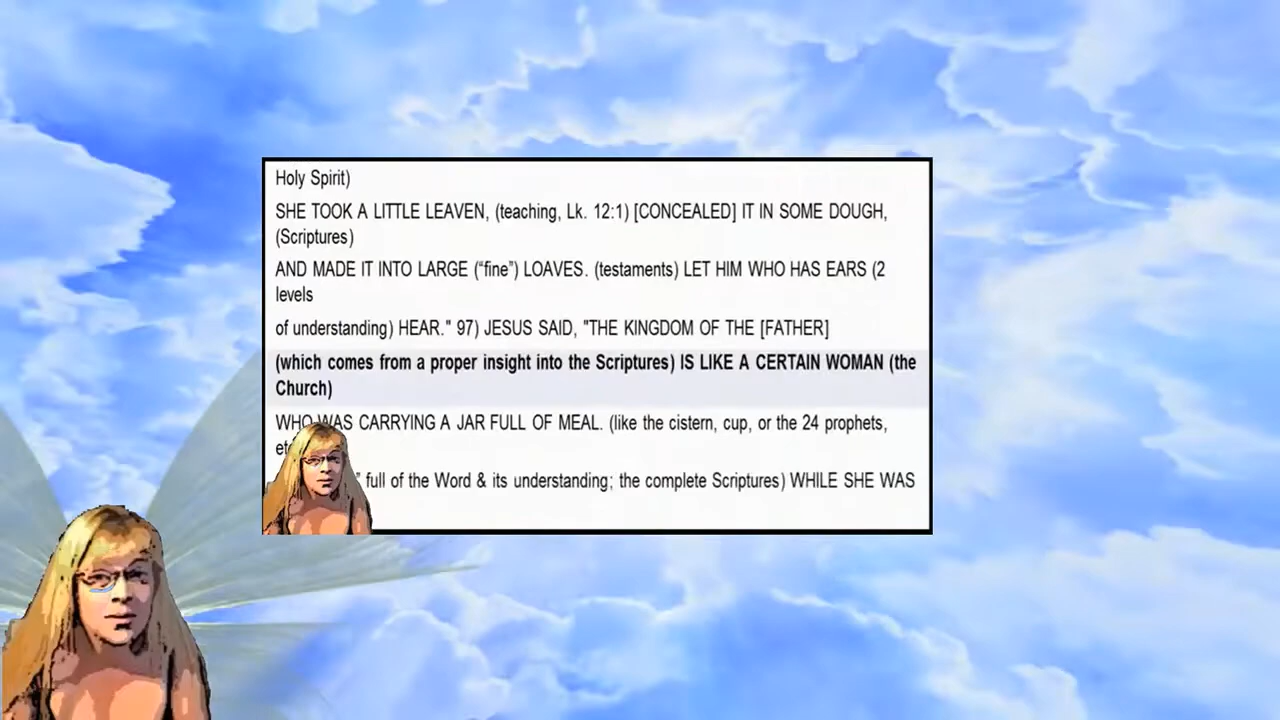 Holy Spirit)
SHE TOOK A LITTLE LEAVEN, (teaching, Lk. 12:1) [CONCEALED] IT IN SOME DOUGH,
(Scriptures)
AND MADE IT INTO LARGE (“fine”) LOAVES. (testaments) LET HIM WHO HAS EARS (2
levels
of understanding) HEAR." 97) JESUS SAID, "THE KINGDOM OF THE [FATHER]
(which comes from a proper insight into the Scriptures) IS LIKE A CERTAIN WOMAN (the
Church)
WHO WAS CARRYING A JAR FULL OF MEAL. (like the cistern, cup, or the 24 prophets,
full of the Word & its understanding; the complete Scriptures) WHILE SHE WAS